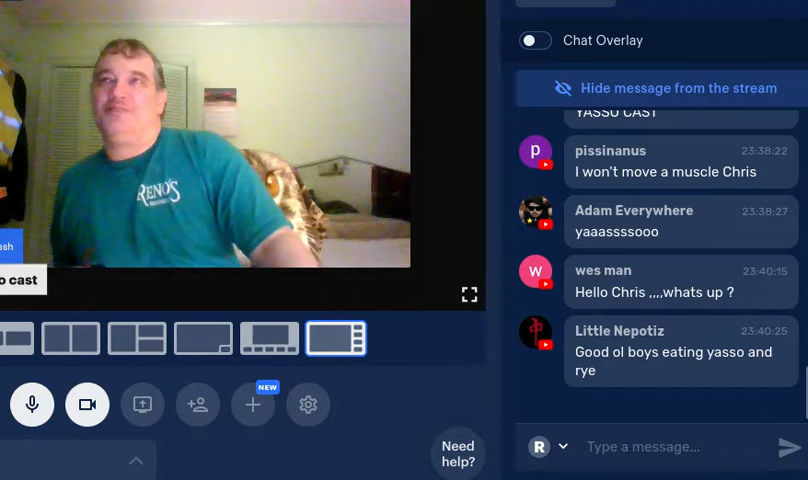 Chat Overlay
Hide message from the stream
YASSU CAST
pissinanus 23:38:22
I won't move a muscle Chris
Adam Everywhere 23:38:27
yaaassssooo
wes man 23:40:15
Hello Chris ,,,,whats up ?
Little Nepotiz 23:40:25
Good ol boys eating yasso and
rye
RENO'S
ash
o cast
NEW
Need
help?
R
Type a message...